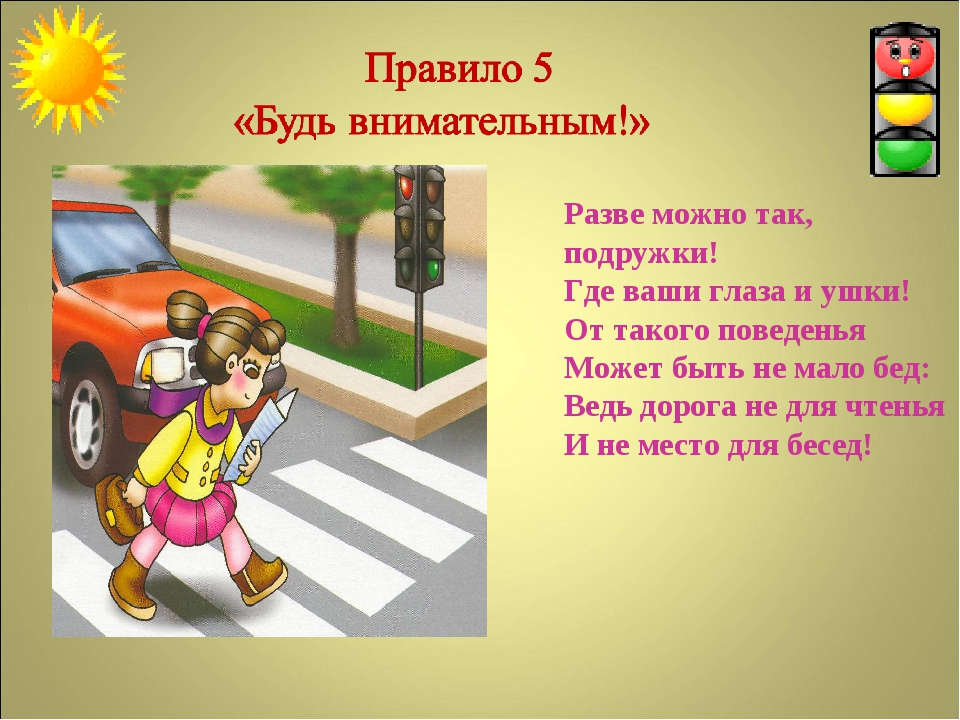 Правило 5
«Будь внимательным!»
Разве можно так,
подружки!
Где ваши глаза и ушки!
От такого поведенья
Может быть не мало бед:
Ведь дорога не для чтенья
И не место для бесед!